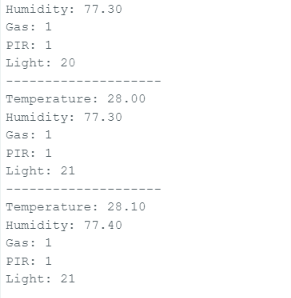 Humidity: 77.30
Gas: 1
PIR: 1
Light: 20
--------------------
Temperature: 28.00
Humidity: 77.30
Gas: 1
PIR: 1
Light: 21
--------------------
Temperature: 28.10
Humidity: 77.40
Gas: 1
PIR: 1
Light: 21